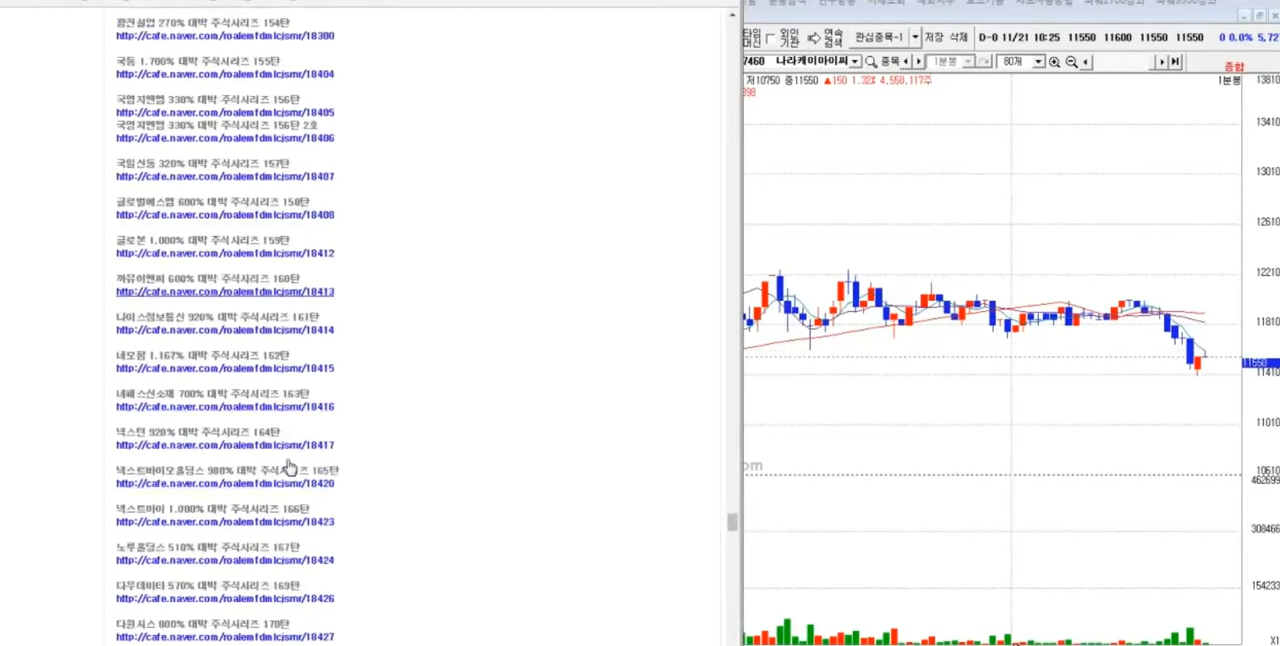 광진실업 270% 대박 주식시리즈 154탄
http://cafe.naver.com/roalemfdmlcjsmr/18300
국동 1.700% 대박 주식시리즈 155탄
http://cafe.naver.com/roalemfdmlcjsmr/18404
국영지앤엠 330% 대박 주식시리즈 156탄
http://cafe.naver.com/roalemfdmlcjsmr/18405
국영지앤엠 330% 대박 주식시리즈 156탄 2호
http://cafe.naver.com/roalemfdmlcjsmr/18406
국일신동 320% 대박 주식시리즈 157탄
http://cafe.naver.com/roalemfdmlcjsmr/18407
글로벌에스엠 600% 대박 주식시리즈 158탄
http://cafe.naver.com/roalemfdmlcjsmr/18408
글로본 1.000% 대박 주식시리즈 159탄
http://cafe.naver.com/roalemfdmlcjsmr/18412
까뮤이앤씨 600% 대박 주식시리즈 160탄
http://cafe.naver.com/roalemfdmlcjsmr/18413
나이스정보통신 920% 대박 주식시리즈 161탄
http://cafe.naver.com/roalemfdmlcjsmr/18414
네오팜 1.167% 대박 주식시리즈 162탄
http://cafe.naver.com/roalemfdmlcjsmr/18415
네패스신소재 700% 대박 주식시리즈 163탄
http://cafe.naver.com/roalemfdmlcjsmr/18416
넥스턴 920% 대박 주식시리즈 164탄
http://cafe.naver.com/roalemfdmlcjsmr/18417
넥스트바이오홀딩스 980% 대박 주식시리즈 165탄
http://cafe.naver.com/roalemfdmlcjsmr/18420
넥스트아이 1.000% 대박 주식시리즈 166탄
http://cafe.naver.com/roalemfdmlcjsmr/18423
노루홀딩스 510% 대박 주식시리즈 167탄
http://cafe.naver.com/roalemfdmlcjsmr/18424
다우데이타 570% 대박 주식시리즈 169탄
http://cafe.naver.com/roalemfdmlcjsmr/18426
다원시스 800% 대박 주식시리즈 170탄
http://cafe.naver.com/roalemfdmlcjsmr/18427
타임머신 외인기관 연속검색 관심종목-1 저장 삭제 D-0 11/21 10:25 11550 11600 11550 11550 0 0.0% 5,72
7460 나라케이아이씨 종목 1분봉 80개
종합
저10750 종11550 ▲150 1.32% 4,550,117주 1분봉
398
13810
13410
13010
12610
12210
11810
11550
11410
11010
om
10610
462699
308466
154233
X1